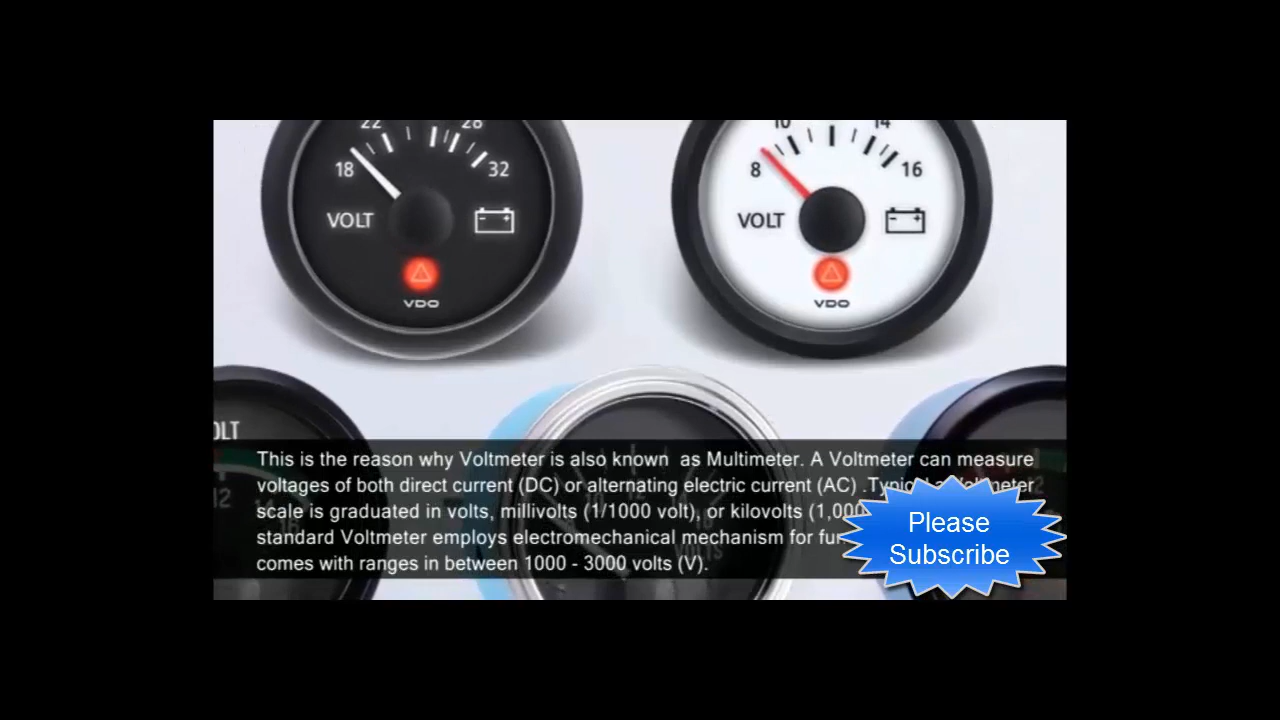 22 28
18 32
VOLT
VDO
10 14
8 16
VOLT
VDO
OLT
12
This is the reason why Voltmeter is also known as Multimeter. A Voltmeter can measure
voltages of both direct current (DC) or alternating electric current (AC) .Typical
scale is graduated in volts, millivolts (1/1000 volt), or kilovolts (1,000
standard Voltmeter employs electromechanical mechanism for
comes with ranges in between 1000 - 3000 volts (V).
Please
Subscribe